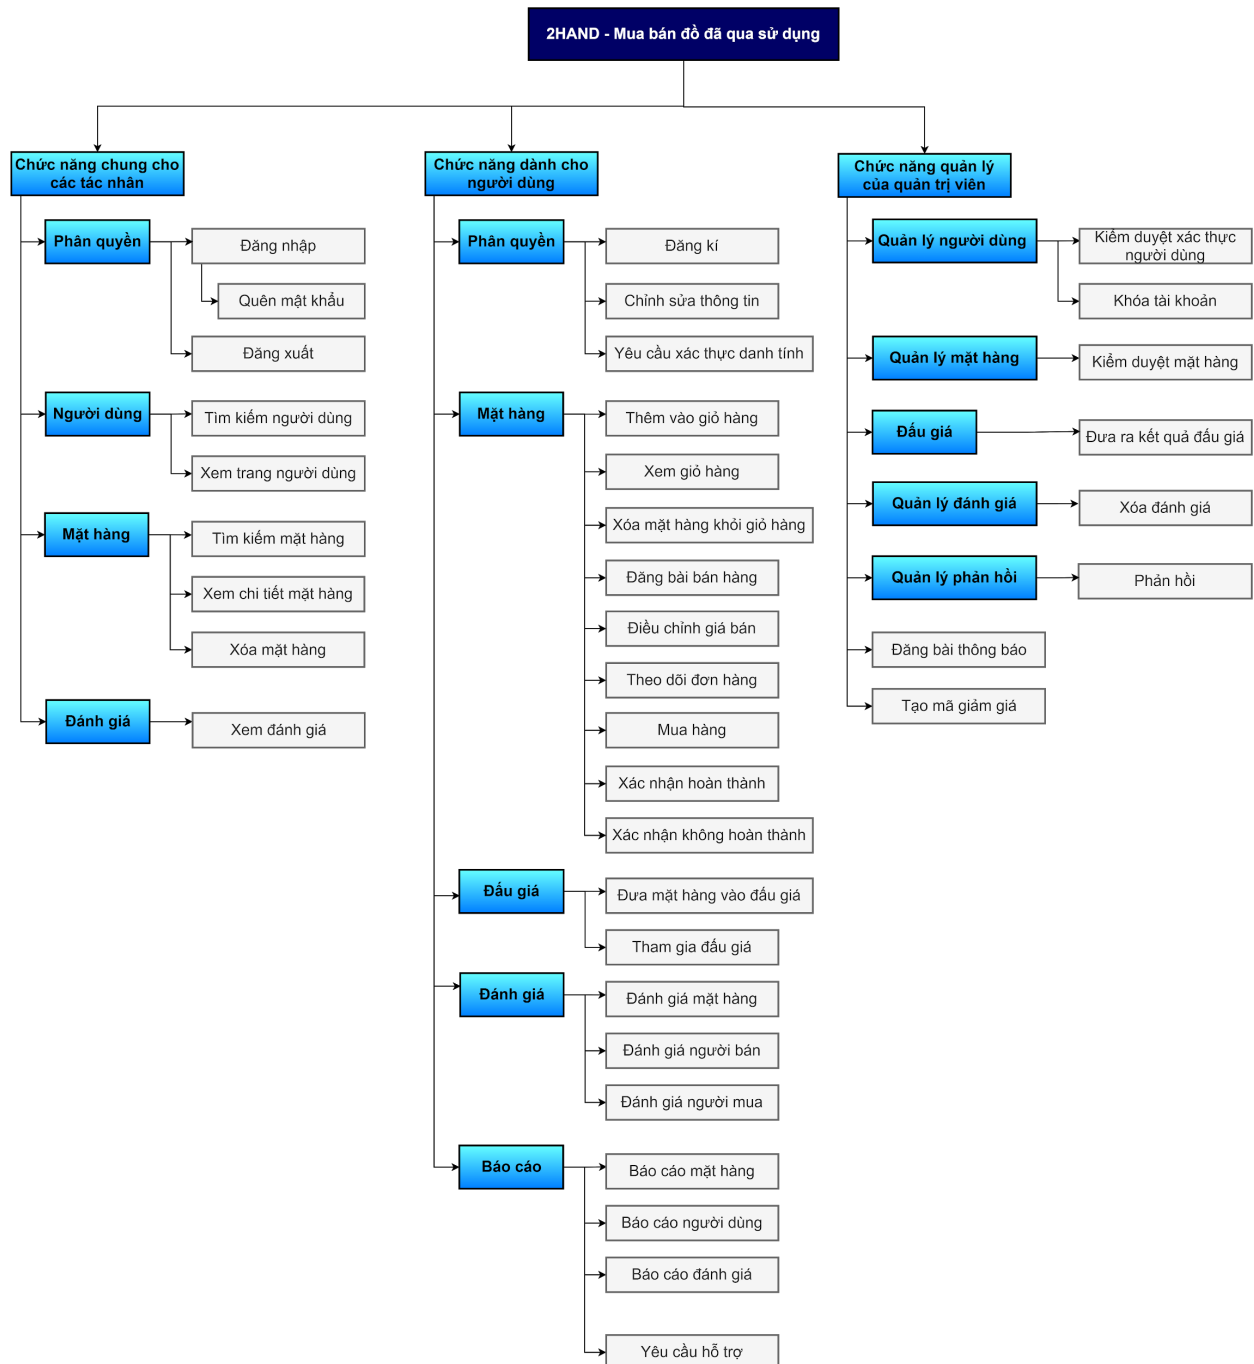 2HAND - Mua bán đồ đã qua sử dụng
Chức năng chung cho
các tác nhân
Phân quyền
Đăng nhập
Quên mật khẩu
Đăng xuất
Người dùng
Tìm kiếm người dùng
Xem trang người dùng
Mặt hàng
Tìm kiếm mặt hàng
Xem chi tiết mặt hàng
Xóa mặt hàng
Đánh giá
Xem đánh giá
Chức năng dành cho
người dùng
Phân quyền
Đăng kí
Chỉnh sửa thông tin
Yêu cầu xác thực danh tính
Mặt hàng
Thêm vào giỏ hàng
Xem giỏ hàng
Xóa mặt hàng khỏi giỏ hàng
Đăng bài bán hàng
Điều chỉnh giá bán
Theo dõi đơn hàng
Mua hàng
Xác nhận hoàn thành
Xác nhận không hoàn thành
Đấu giá
Đưa mặt hàng vào đấu giá
Tham gia đấu giá
Đánh giá
Đánh giá mặt hàng
Đánh giá người bán
Đánh giá người mua
Báo cáo
Báo cáo mặt hàng
Báo cáo người dùng
Báo cáo đánh giá
Yêu cầu hỗ trợ
Chức năng quản lý
của quản trị viên
Quản lý người dùng
Kiểm duyệt xác thực
người dùng
Khóa tài khoản
Quản lý mặt hàng
Kiểm duyệt mặt hàng
Đấu giá
Đưa ra kết quả đấu giá
Quản lý đánh giá
Xóa đánh giá
Quản lý phản hồi
Phản hồi
Đăng bài thông báo
Tạo mã giảm giá